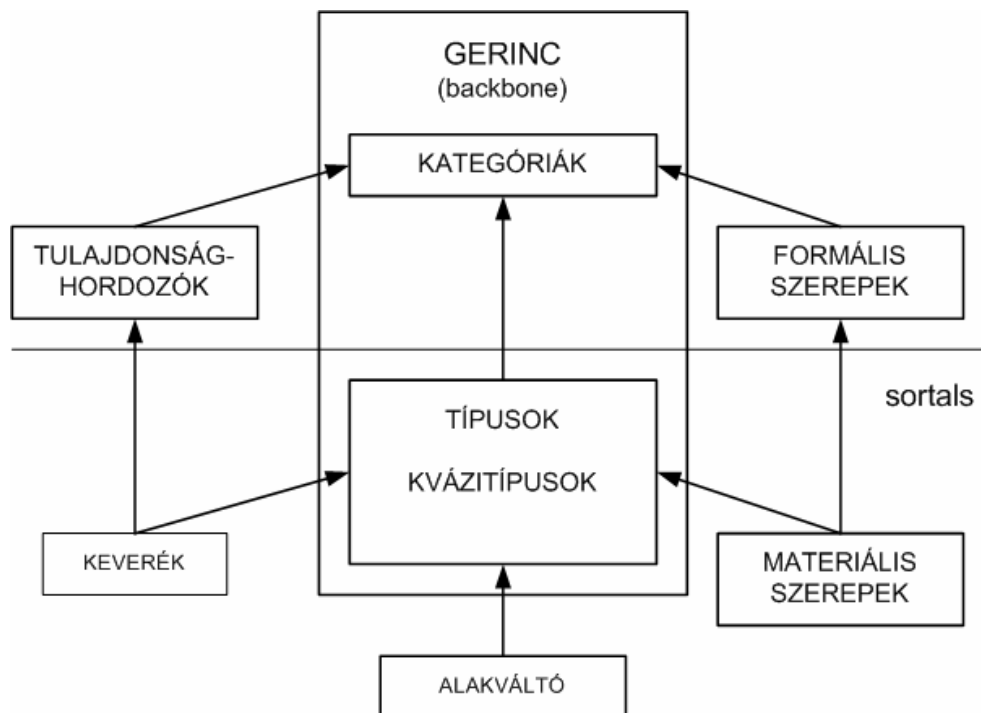 GERINC
(backbone)
KATEGÓRIÁK
TULAJDONSÁG-
HORDOZÓK
FORMÁLIS
SZEREPEK
sortals
TÍPUSOK
KVÁZITÍPUSOK
KEVERÉK
MATERIÁLIS
SZEREPEK
ALAKVÁLTÓ